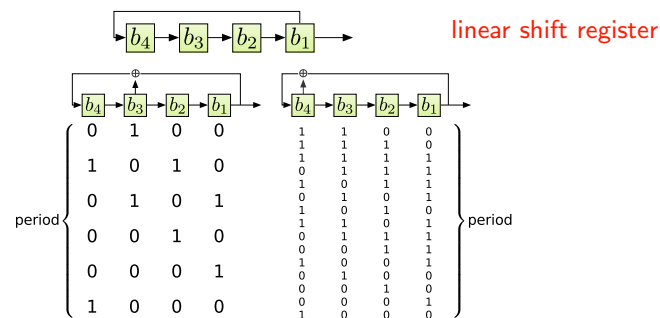 b4 b3 b2 b1
linear shift register
⊕
b4 b3 b2 b1
0 1 0 0
1 0 1 0
0 1 0 1
0 0 1 0
0 0 0 1
1 0 0 0
period
⊕
b4 b3 b2 b1
1 1 0 0
1 1 1 0
1 1 1 1
0 1 1 1
1 0 1 1
0 1 0 1
1 0 1 0
1 1 0 1
0 1 1 0
0 0 1 1
1 0 0 1
0 1 0 0
0 0 1 0
0 0 0 1
1 0 0 0
period